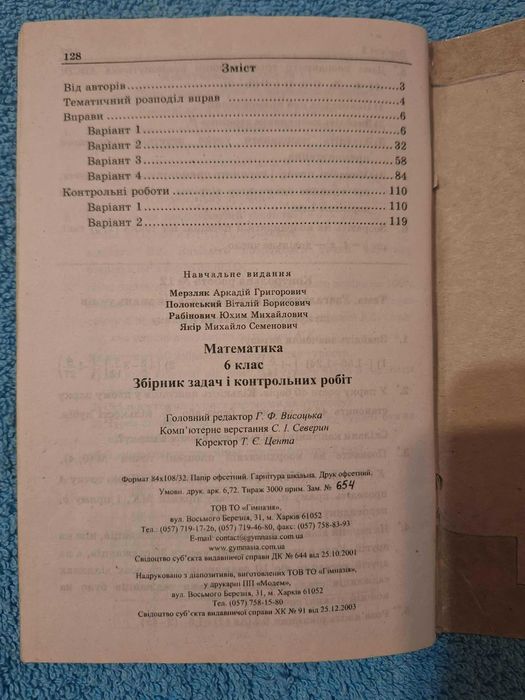 128
Зміст
Від авторів........3
Тематичний розподіл вправ........4
Вправи........6
Варіант 1........6
Варіант 2........32
Варіант 3........58
Варіант 4........84
Контрольні роботи........110
Варіант 1........110
Варіант 2........119
Навчальне видання
Мерзляк Аркадій Григорович
Полонський Віталій Борисович
Рабінович Юхим Михайлович
Якір Михайло Семенович
Математика
6 клас
Збірник задач і контрольних робіт
Головний редактор Г. Ф. Висоцька
Комп’ютерне верстання С. І. Северин
Коректор Т. Є. Цента
Формат 84х108/32. Папір офсетний. Гарнітура шкільна. Друк офсетний.
Умовн. друк. арк. 6,72. Тираж 3000 прим. Зам. № 654
ТОВ ТО «Гімназія»,
вул. Восьмого Березня, 31, м. Харків 61052
Тел.: (057) 719-17-26, (057) 719-46-80, факс: (057) 758-83-93
E-mail: contact@gymnasia.com.ua
www.gymnasia.com.ua
Свідоцтво суб’єкта видавничої справи ДК № 644 від 25.10.2001
Надруковано з діапозитивів, виготовлених ТОВ ТО «Гімназія»,
у друкарні ПП «Модем»,
вул. Восьмого Березня, 31, м. Харків 61052
Тел. (057) 758-15-80
Свідоцтво суб’єкта видавничої справи ХК № 91 від 25.12.2003